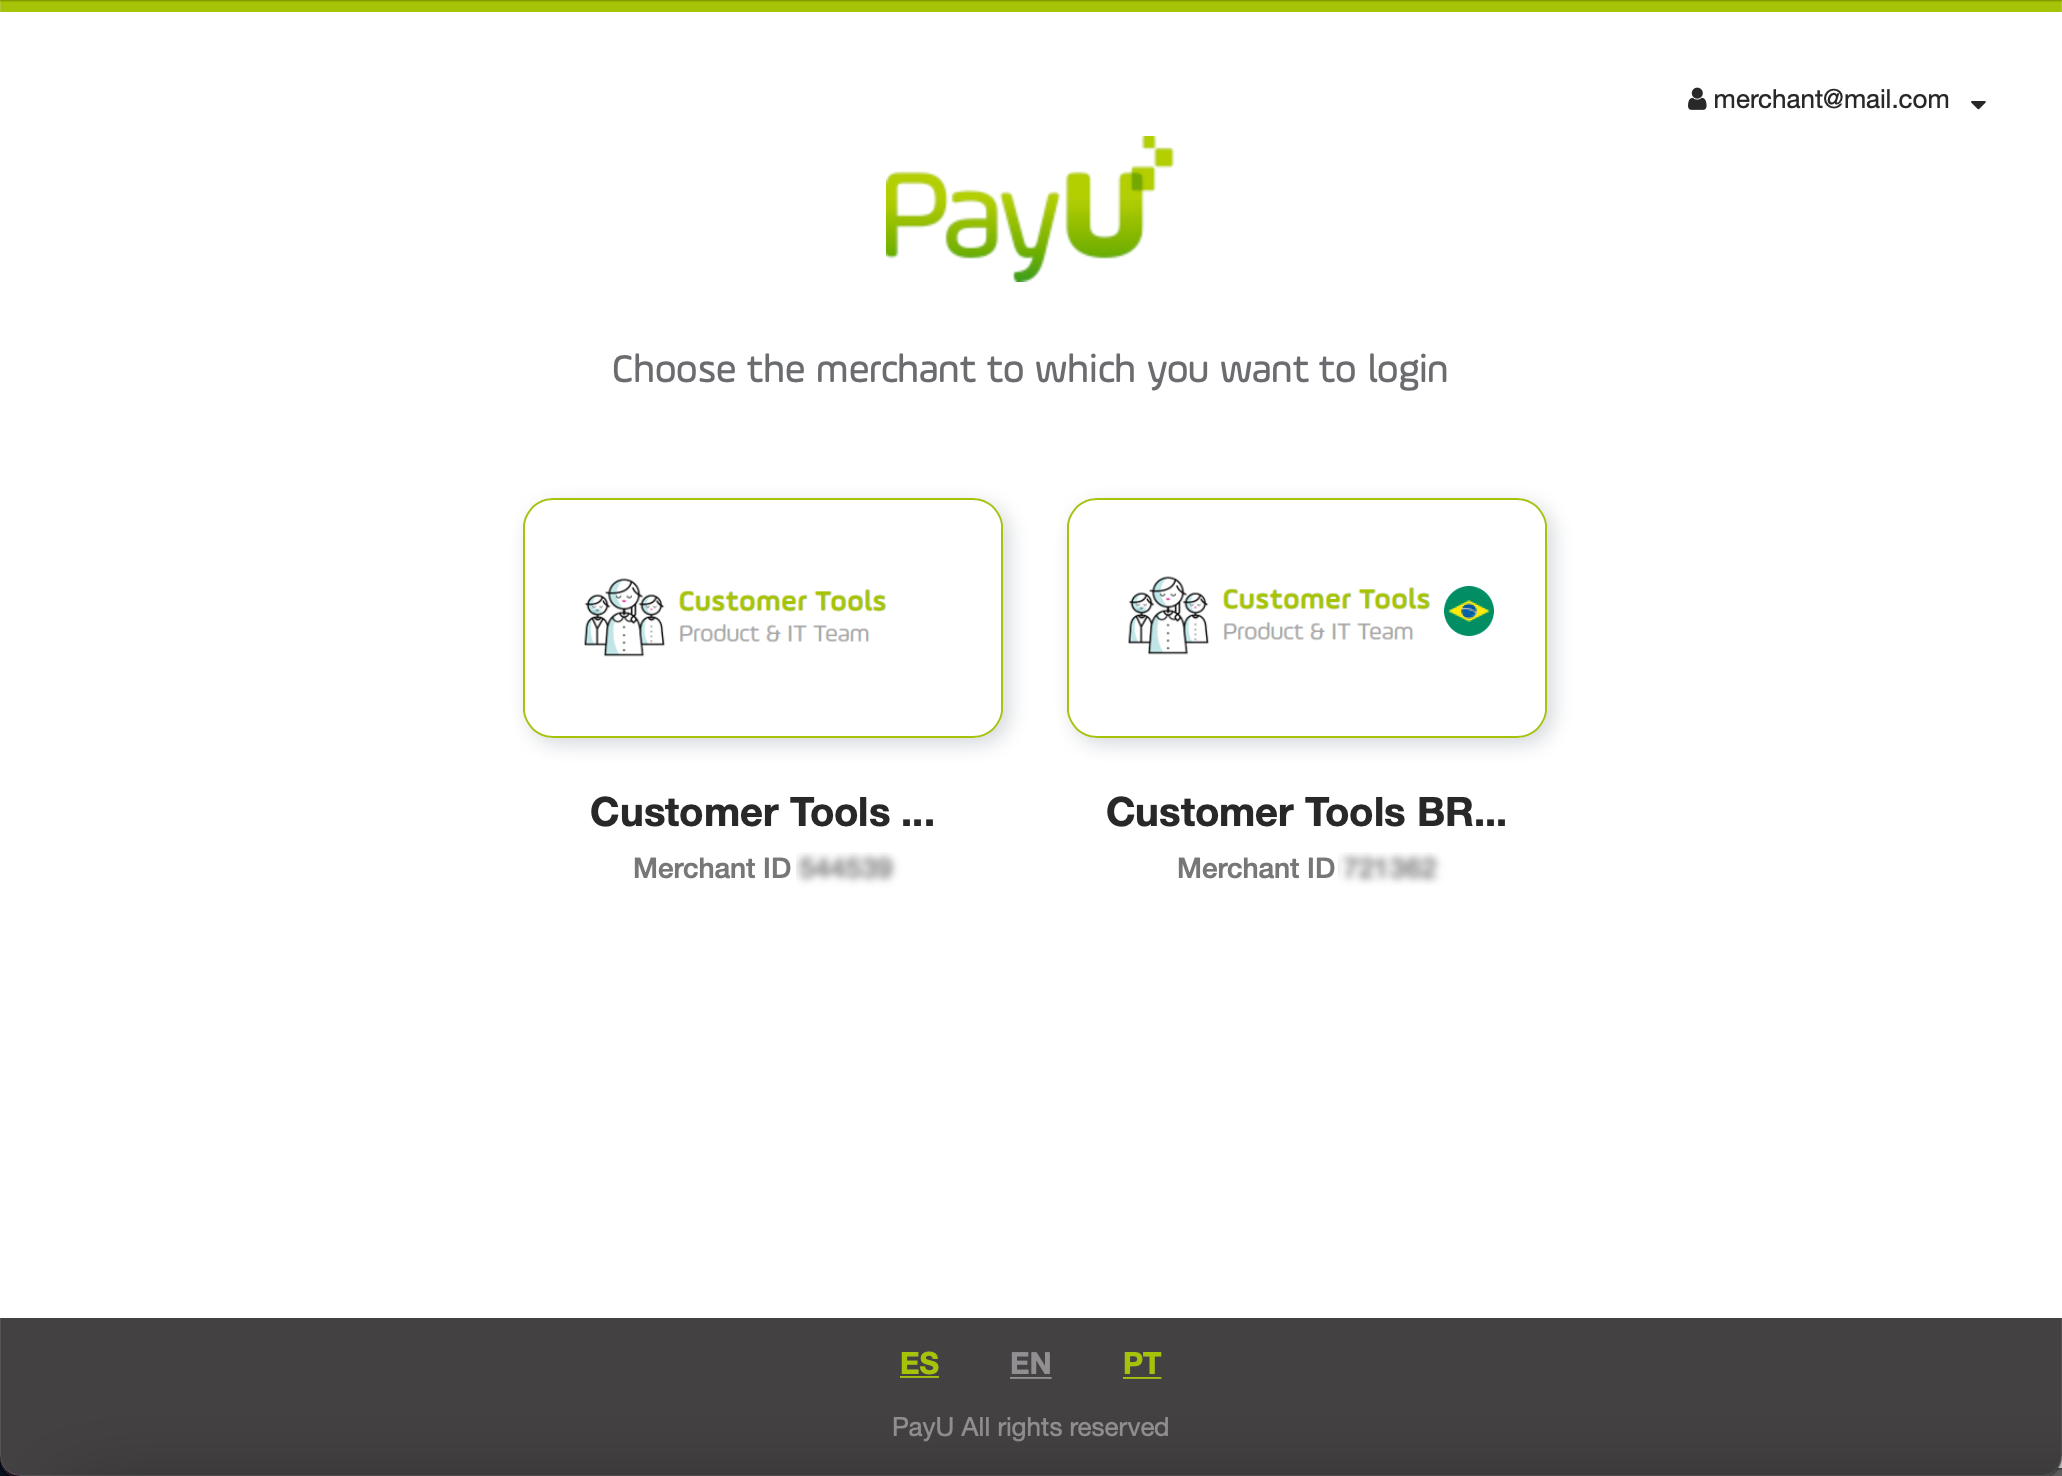 merchant@mail.com
PayU
Choose the merchant to which you want to login
Customer Tools
Product & IT Team
Customer Tools
Product & IT Team
Customer Tools ...
Merchant ID
Customer Tools BR...
Merchant ID
ES EN PT
PayU All rights reserved